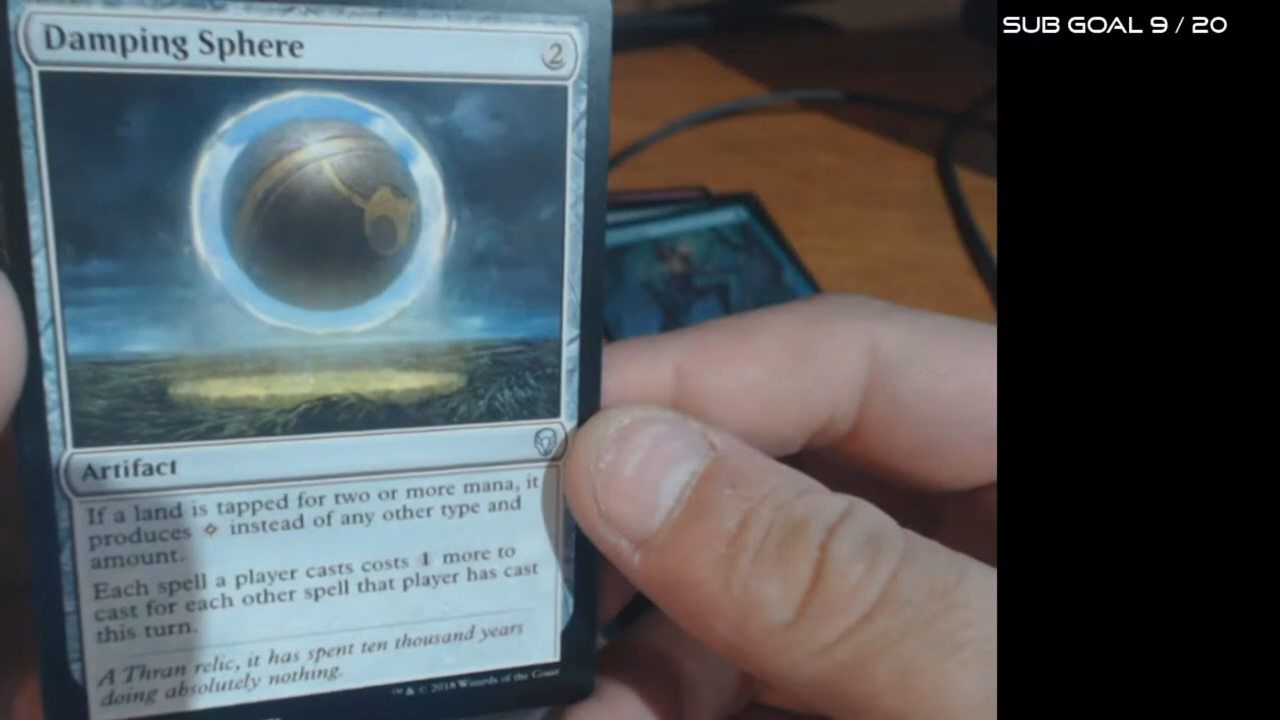 SUB GOAL 9 / 20
Damping Sphere 2
Artifact
If a land is tapped for two or more mana, it
produces ◇ instead of any other type and
amount.
Each spell a player casts costs 1 more to
cast for each other spell that player has cast
this turn.
A Thran relic, it has spent ten thousand years
doing absolutely nothing.
™ & © 2018 Wizards of the Coast